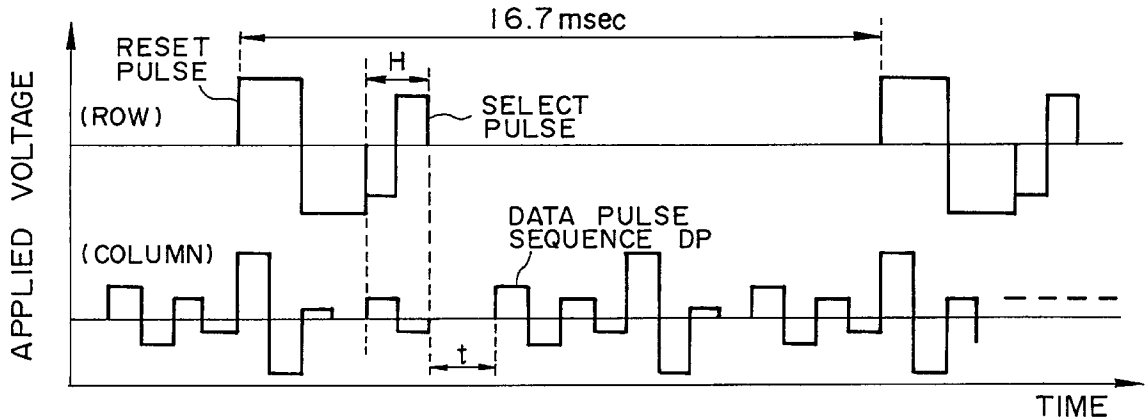 16.7 msec
RESET
PULSE
H
SELECT
PULSE
(ROW)
APPLIED VOLTAGE
DATA PULSE
SEQUENCE DP
(COLUMN)
t
TIME